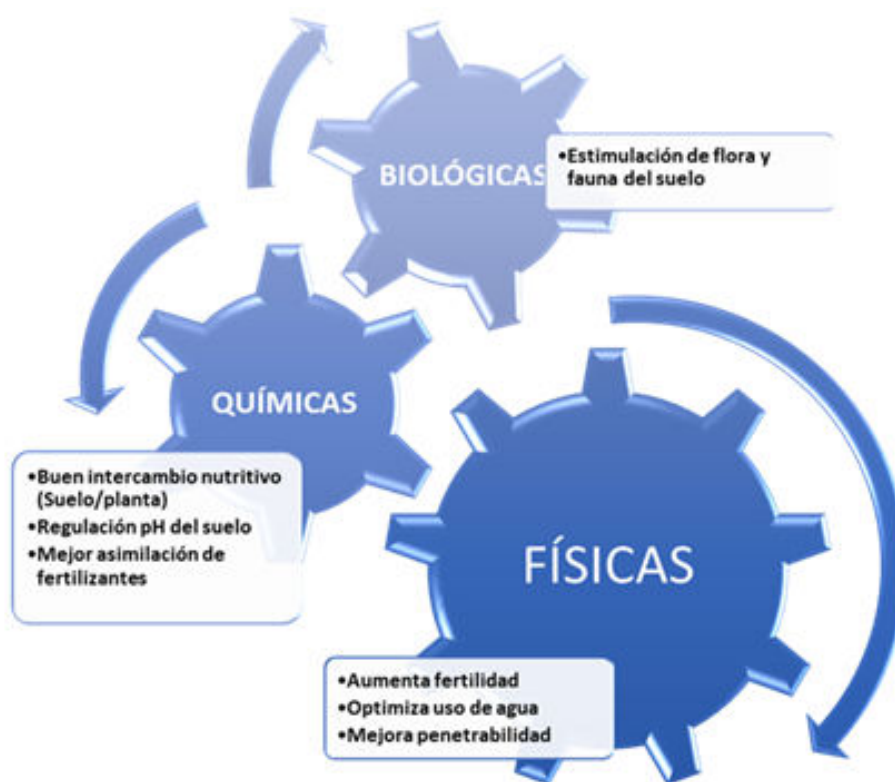 BIOLÓGICAS
•Estimulación de flora y
fauna del suelo
QUÍMICAS
•Buen intercambio nutritivo
(Suelo/planta)
•Regulación pH del suelo
•Mejor asimilación de
fertilizantes
FÍSICAS
•Aumenta fertilidad
•Optimiza uso de agua
•Mejora penetrabilidad